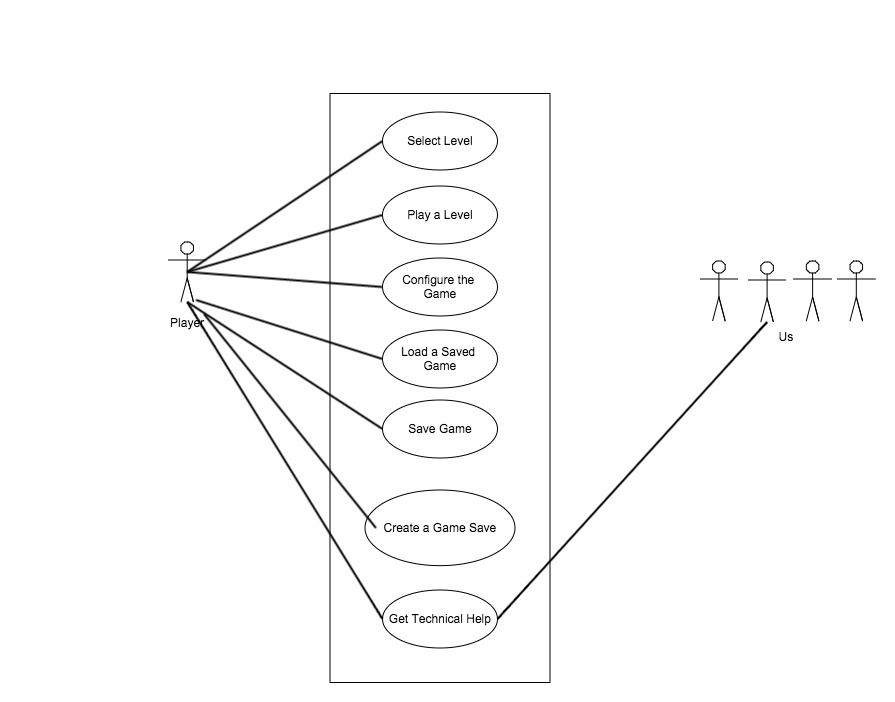 Select Level
Play a Level
Configure the
Game
Player
Us
Load a Saved
Game
Save Game
Create a Game Save
Get Technical Help